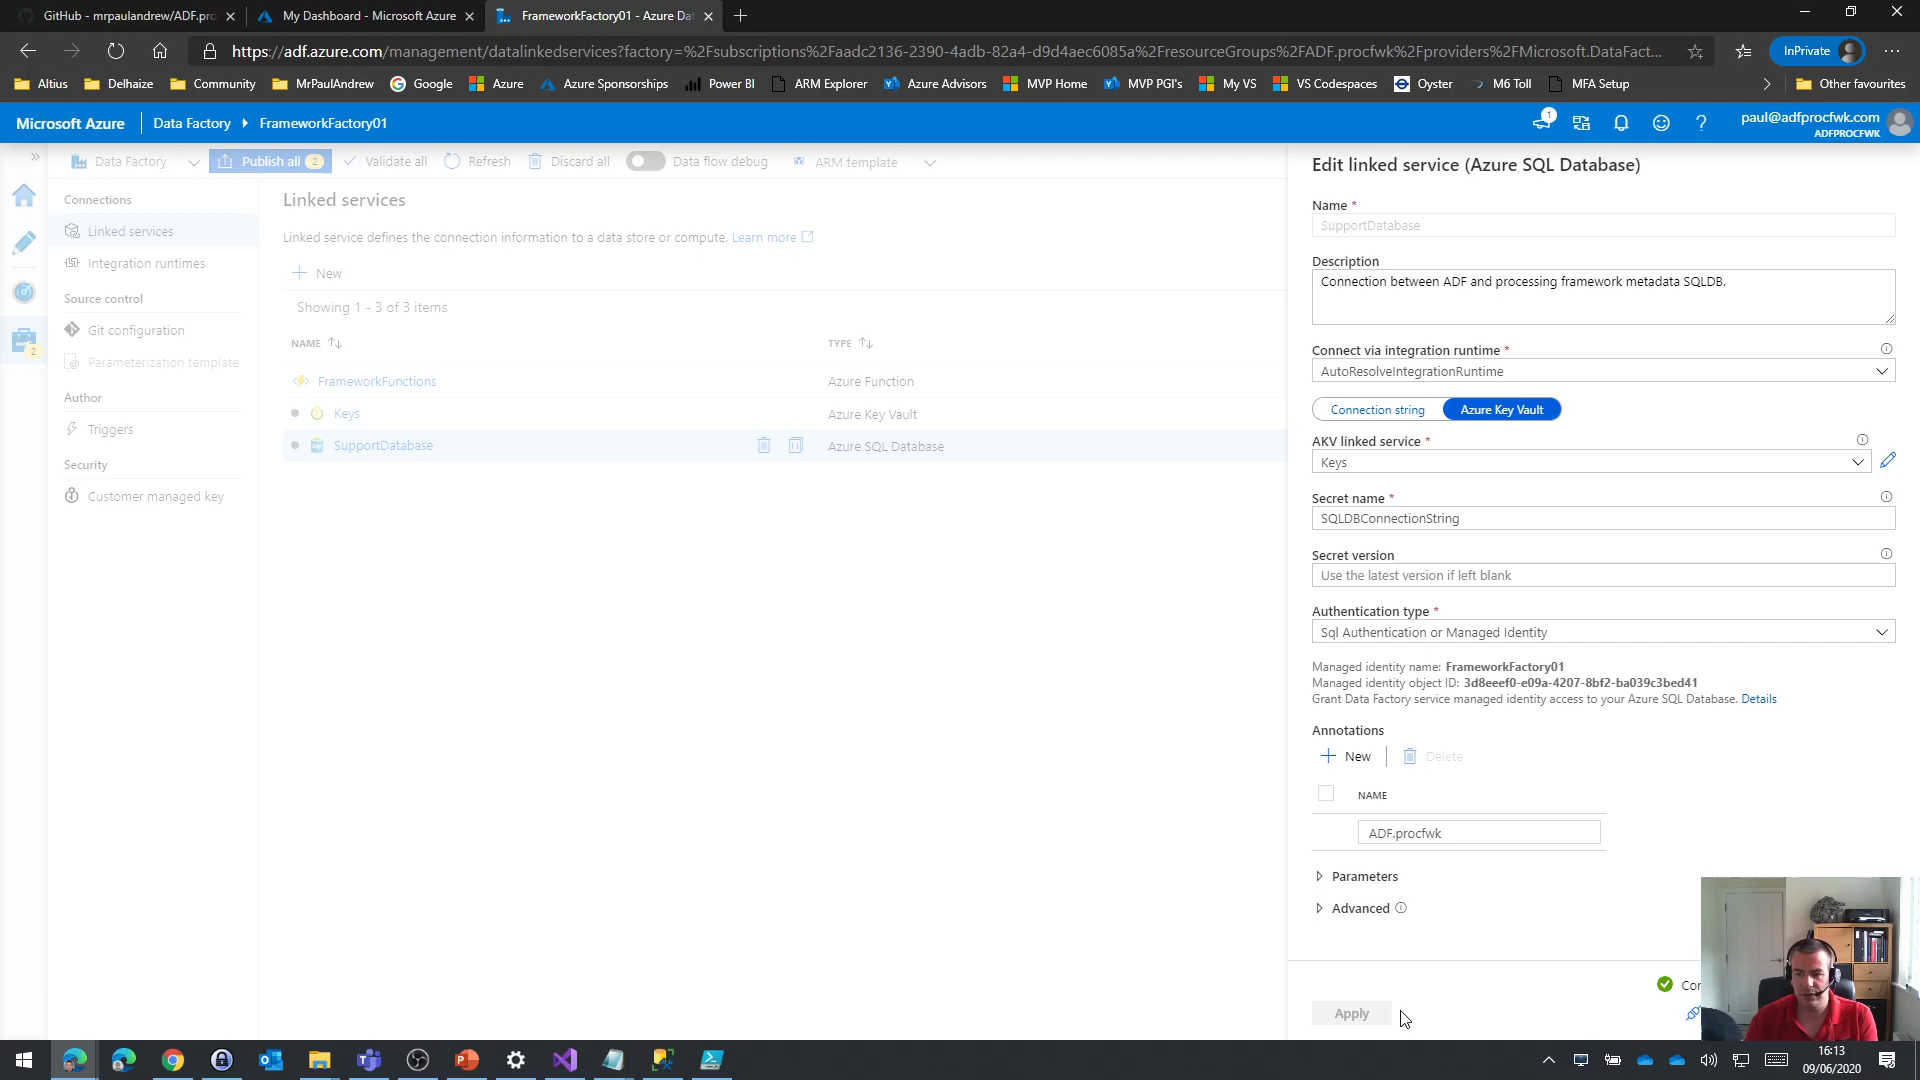 GitHub - mrpaulandrew/ADF.pro
My Dashboard - Microsoft Azure
FrameworkFactory01 - Azure Dat
https://adf.azure.com/management/datalinkedservices?factory=%2Fsubscriptions%2Faadc2136-2390-4adb-82a4-d9d4aec6085a%2FresourceGroups%2FADF.procfwk%2Fproviders%2FMicrosoft.DataFact...
InPrivate
Altius
Delhaize
Community
MrPaulAndrew
Google
Azure
Azure Sponsorships
Power BI
ARM Explorer
Azure Advisors
MVP Home
MVP PGI's
My VS
VS Codespaces
Oyster
M6 Toll
MFA Setup
Other favourites
Microsoft Azure
Data Factory
FrameworkFactory01
1
paul@adfprocfwk.com
ADFPROCFWK
Data Factory
Publish all 2
Validate all
Refresh
Discard all
Data flow debug
ARM template
2
Connections
Linked services
Integration runtimes
Source control
Git configuration
Parameterization template
Author
Triggers
Security
Customer managed key
Linked services
Linked service defines the connection information to a data store or compute. Learn more
New
Showing 1 - 3 of 3 items
NAME TYPE
FrameworkFunctions Azure Function
Keys Azure Key Vault
SupportDatabase Azure SQL Database
Edit linked service (Azure SQL Database)
Name *
SupportDatabase
Description
Connection between ADF and processing framework metadata SQLDB.
Connect via integration runtime *
AutoResolveIntegrationRuntime
Connection string Azure Key Vault
AKV linked service *
Keys
Secret name *
SQLDBConnectionString
Secret version
Use the latest version if left blank
Authentication type *
Sql Authentication or Managed Identity
Managed identity name: FrameworkFactory01
Managed identity object ID: 3d8eeef0-e09a-4207-8bf2-ba039c3bed41
Grant Data Factory service managed identity access to your Azure SQL Database. Details
Annotations
New Delete
NAME
ADF.procfwk
Parameters
Advanced
Con
Apply
16:13
09/06/2020